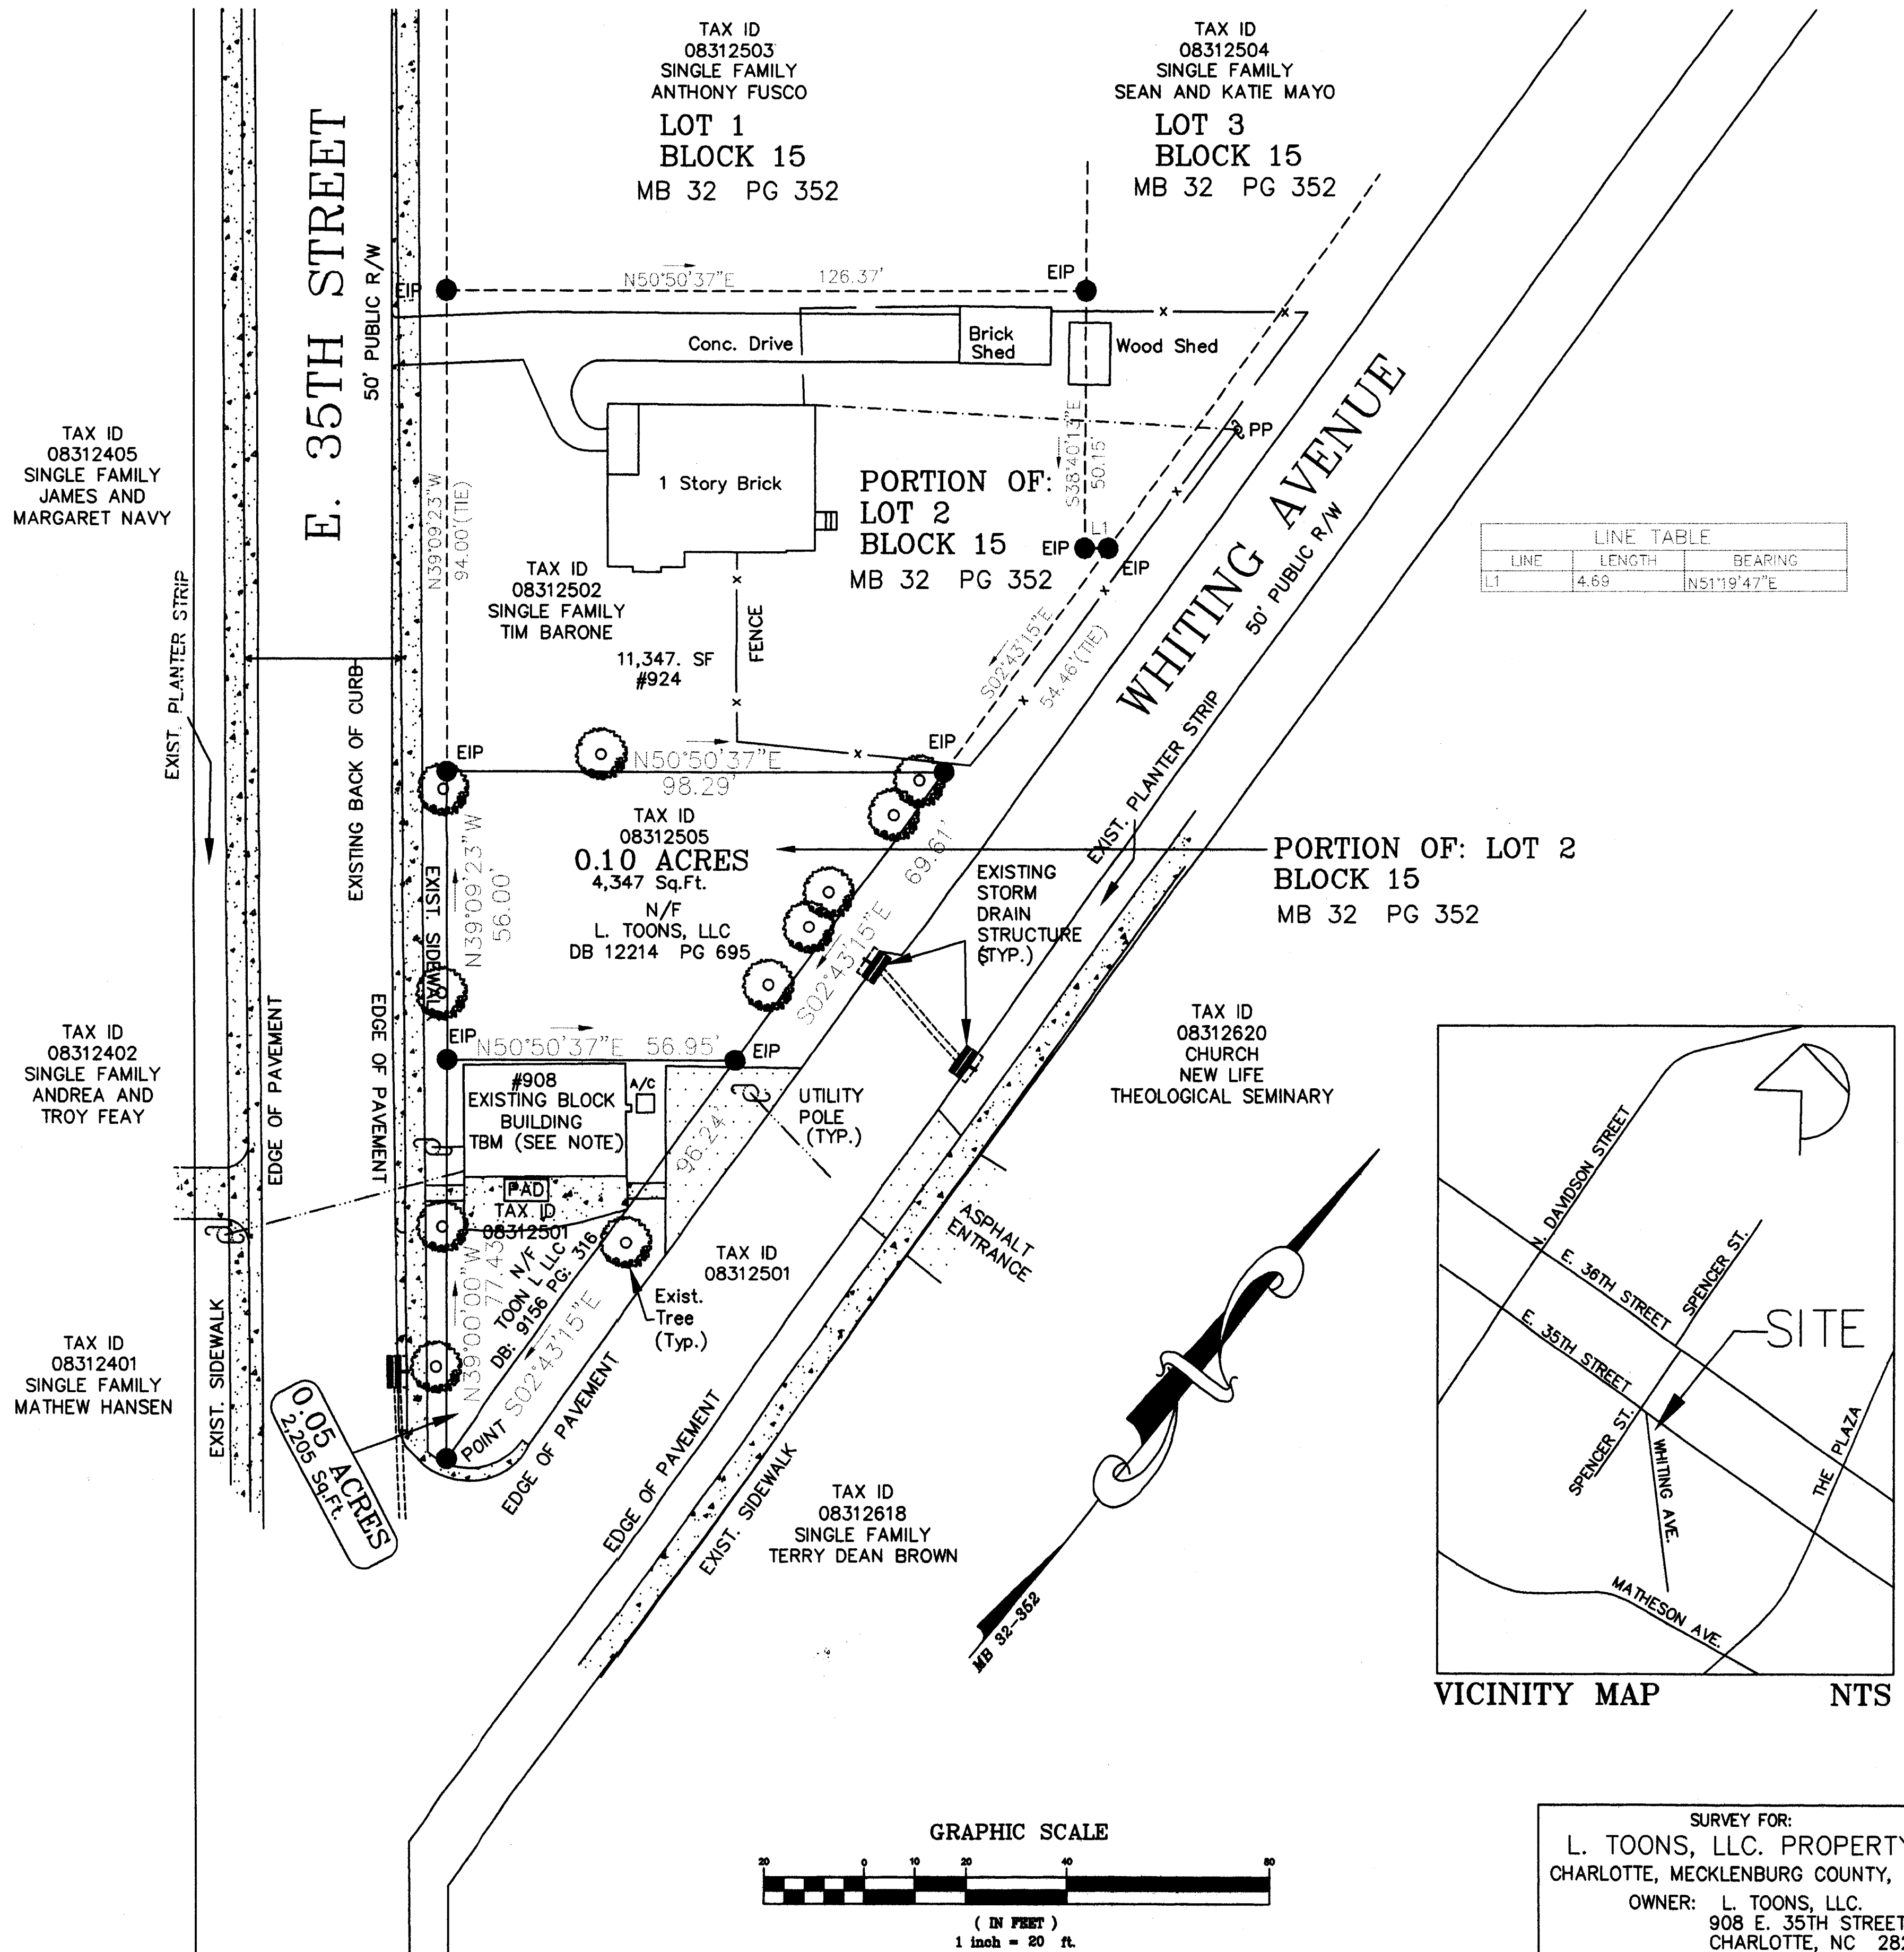 TAX ID
08312503
SINGLE FAMILY
ANTHONY FUSCO
LOT 1
BLOCK 15
MB 32 PG 352
TAX ID
08312504
SINGLE FAMILY
SEAN AND KATIE MAYO
LOT 3
BLOCK 15
MB 32 PG 352
E. 35TH STREET
50' PUBLIC R/W
EIP
N50°50'37"E 126.37'
EIP
Conc. Drive
Brick
Shed
Wood Shed
S38°40'13"E
50.15
PP
WHITING AVENUE
50' PUBLIC R/W
TAX ID
08312405
SINGLE FAMILY
JAMES AND
MARGARET NAVY
N39°09'23"W
94.00'(TIE)
1 Story Brick
PORTION OF:
LOT 2
BLOCK 15
MB 32 PG 352
EIP
L1
EIP
LINE TABLE
LINE LENGTH BEARING
L1 4.69 N51°19'47"E
TAX ID
08312502
SINGLE FAMILY
TIM BARONE
11,347. SF
#924
FENCE
S02°43'15"E
54.46'(TIE)
EXIST. PLANTER STRIP
EXISTING BACK OF CURB
EIP
N50°50'37"E
98.29'
EIP
EXIST. PLANTER STRIP
TAX ID
08312505
0.10 ACRES
4,347 Sq.Ft.
N/F
L. TOONS, LLC
DB 12214 PG 695
PORTION OF: LOT 2
BLOCK 15
MB 32 PG 352
EXIST. SIDEWALK
N39°09'23"W
56.00'
69.61'
S02°43'15"E
EXISTING
STORM
DRAIN
STRUCTURE
(TYP.)
TAX ID
08312402
SINGLE FAMILY
ANDREA AND
TROY FEAY
EDGE OF PAVEMENT
EDGE OF PAVEMENT
EIP
N50°50'37"E 56.95'
EIP
#908
EXISTING BLOCK
BUILDING
TBM (SEE NOTE)
A/C
UTILITY
POLE
(TYP.)
96.24'
TAX ID
08312620
CHURCH
NEW LIFE
THEOLOGICAL SEMINARY
PAD
TAX ID
08312501
N/F
TOON L LLC
DB: 9156 PG: 316
N39°00'00"W
77.43
S02°43'15"E
Exist.
Tree
(Typ.)
TAX ID
08312501
ASPHALT
ENTRANCE
TAX ID
08312401
SINGLE FAMILY
MATHEW HANSEN
EXIST. SIDEWALK
0.05 ACRES
2,205 Sq.Ft.
POINT
EDGE OF PAVEMENT
EDGE OF PAVEMENT
EXIST. SIDEWALK
TAX ID
08312618
SINGLE FAMILY
TERRY DEAN BROWN
MB 32-352
N. DAVIDSON STREET
E. 36TH STREET
SPENCER ST.
E. 35TH STREET
SITE
SPENCER ST.
WHITING AVE.
THE PLAZA
MATHESON AVE.
VICINITY MAP NTS
GRAPHIC SCALE
20 0 10 20 40 80
( IN FEET )
1 inch = 20 ft.
SURVEY FOR:
L. TOONS, LLC. PROPERTY
CHARLOTTE, MECKLENBURG COUNTY,
OWNER: L. TOONS, LLC.
908 E. 35TH STREET
CHARLOTTE, NC